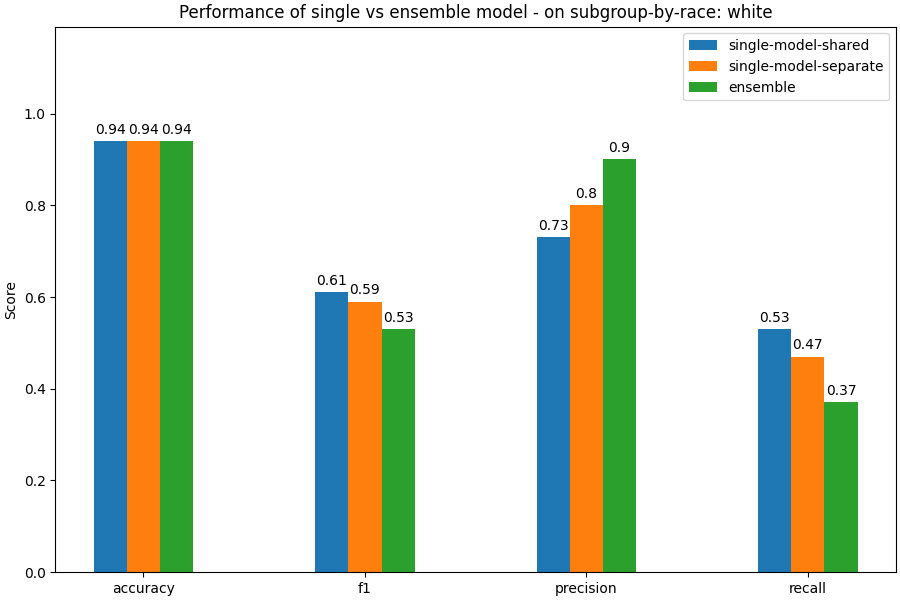 Performance of single vs ensemble model - on subgroup-by-race: white
single-model-shared
single-model-separate
ensemble
Score
1.0
0.8
0.6
0.4
0.2
0.0
0.94 0.94 0.94
0.61 0.59 0.53
0.73 0.8 0.9
0.53 0.47 0.37
accuracy f1 precision recall